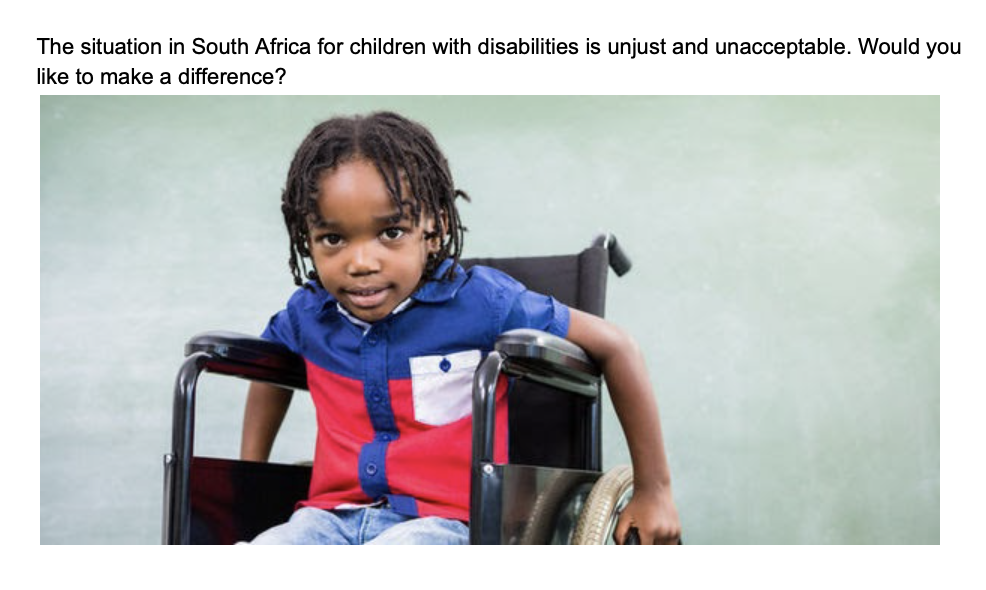 The situation in South Africa for children with disabilities is unjust and unacceptable. Would you
like to make a difference?